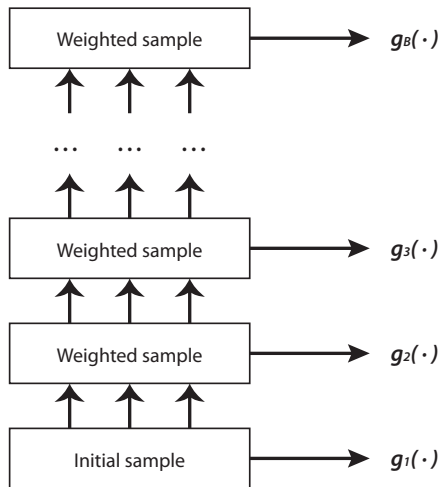 Weighted sample g_B(·)
... ... ...
Weighted sample g_3(·)
Weighted sample g_2(·)
Initial sample g_1(·)